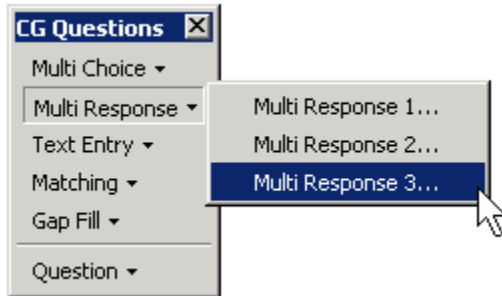 CG Questions
Multi Choice
Multi Response
Multi Response 1...
Multi Response 2...
Multi Response 3...
Text Entry
Matching
Gap Fill
Question